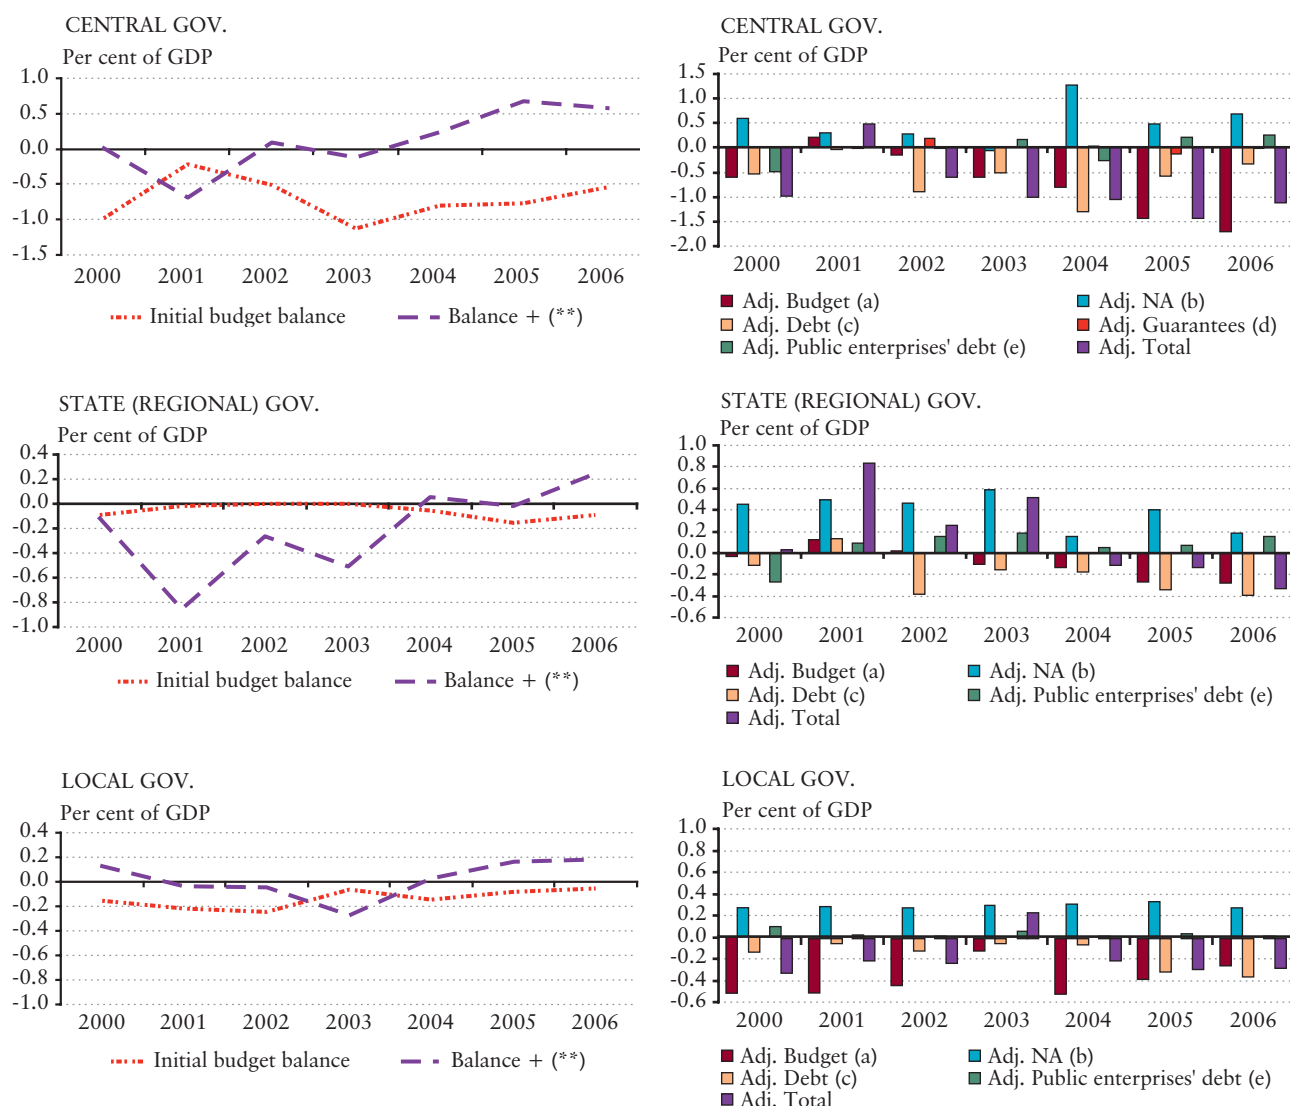 CENTRAL GOV.
Per cent of GDP
1.0
0.5
0.0
-0.5
-1.0
-1.5
2000 2001 2002 2003 2004 2005 2006
Initial budget balance Balance + (**)
CENTRAL GOV.
Per cent of GDP
1.5
1.0
0.5
0.0
-0.5
-1.0
-1.5
-2.0
2000 2001 2002 2003 2004 2005 2006
Adj. Budget (a) Adj. NA (b)
Adj. Debt (c) Adj. Guarantees (d)
Adj. Public enterprises' debt (e) Adj. Total
STATE (REGIONAL) GOV.
Per cent of GDP
0.4
0.2
0.0
-0.2
-0.4
-0.6
-0.8
-1.0
2000 2001 2002 2003 2004 2005 2006
Initial budget balance Balance + (**)
STATE (REGIONAL) GOV.
Per cent of GDP
1.0
0.8
0.6
0.4
0.2
0.0
-0.2
-0.4
-0.6
2000 2001 2002 2003 2004 2005 2006
Adj. Budget (a) Adj. NA (b)
Adj. Debt (c) Adj. Public enterprises' debt (e)
Adj. Total
LOCAL GOV.
Per cent of GDP
0.4
0.2
0.0
-0.2
-0.4
-0.6
-0.8
-1.0
2000 2001 2002 2003 2004 2005 2006
Initial budget balance Balance + (**)
LOCAL GOV.
Per cent of GDP
1.0
0.8
0.6
0.4
0.2
0.0
-0.2
-0.4
-0.6
2000 2001 2002 2003 2004 2005 2006
Adj. Budget (a) Adj. NA (b)
Adj. Debt (c) Adj. Public enterprises' debt (e)
Adj. Total